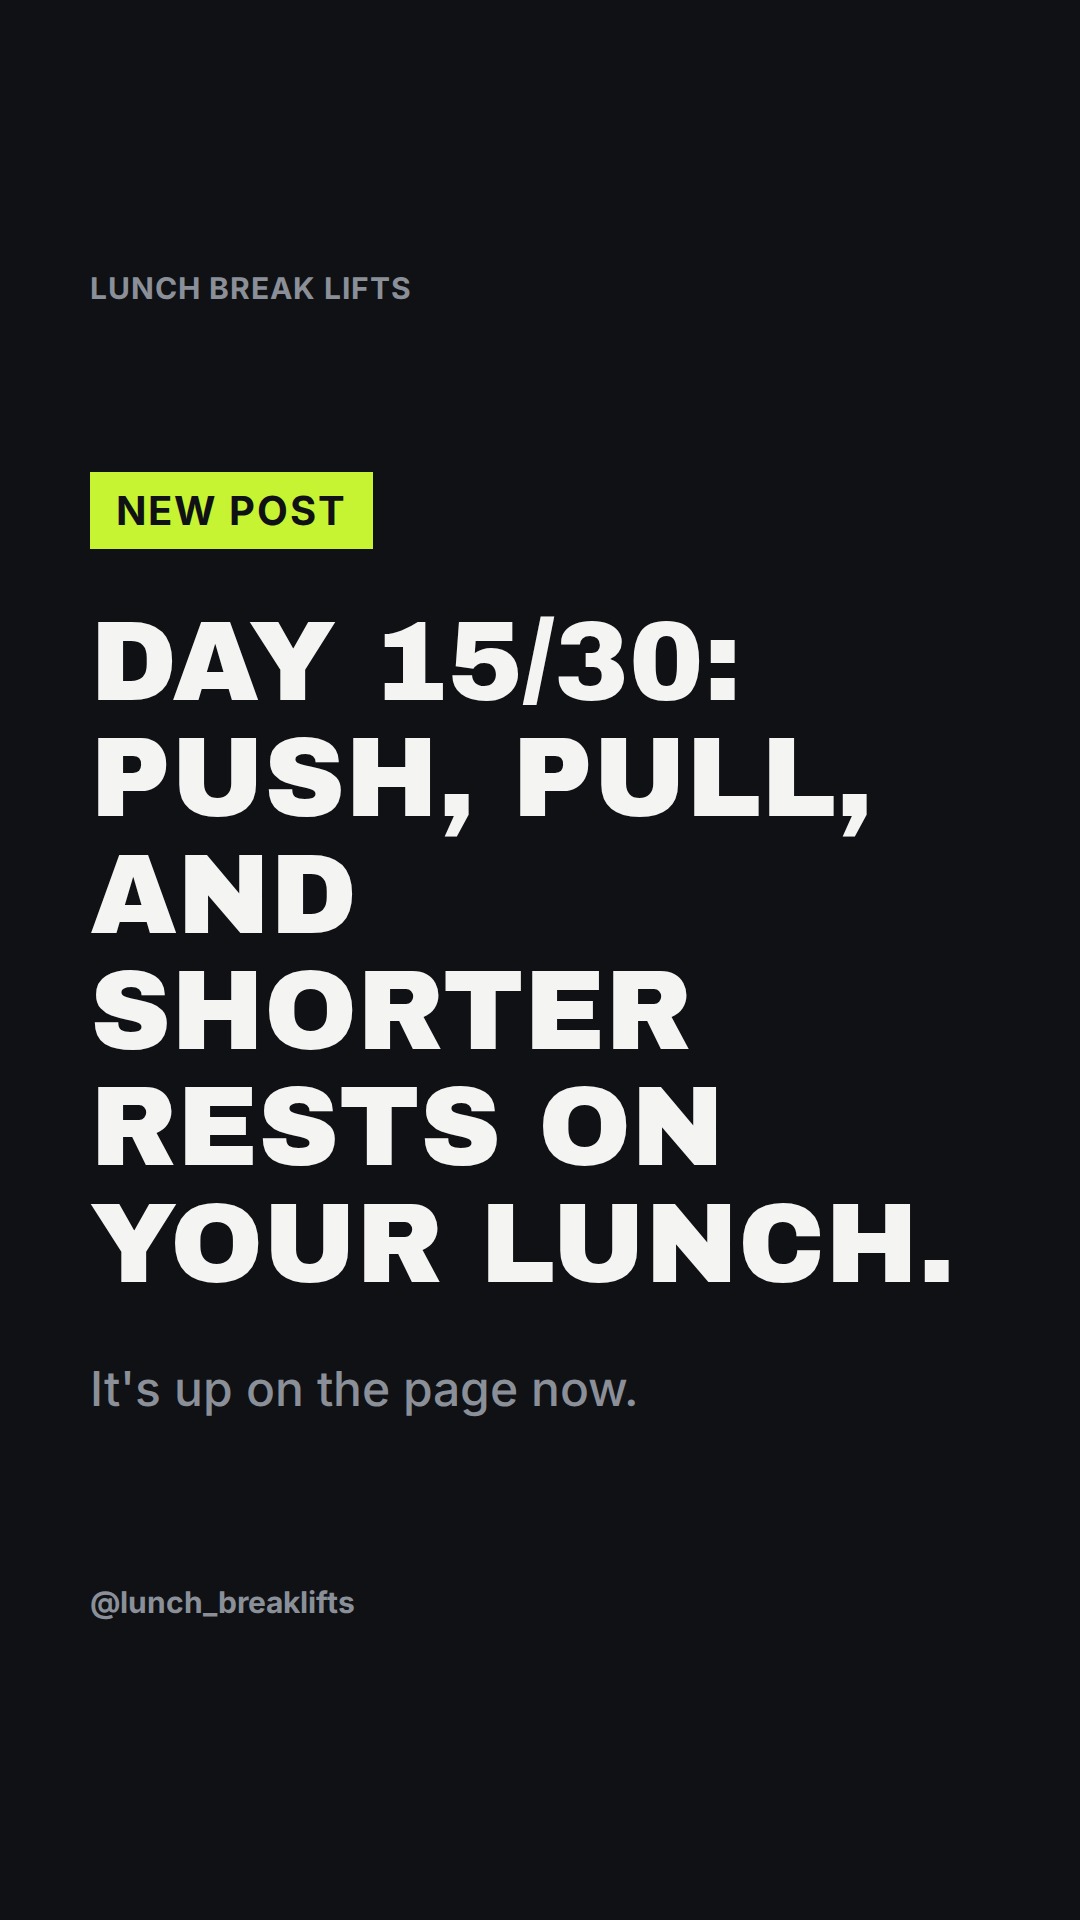 LUNCH BREAK LIFTS
NEW POST
DAY 15/30:
PUSH, PULL,
AND
SHORTER
RESTS ON
YOUR LUNCH.
It's up on the page now.
@lunch_breaklifts